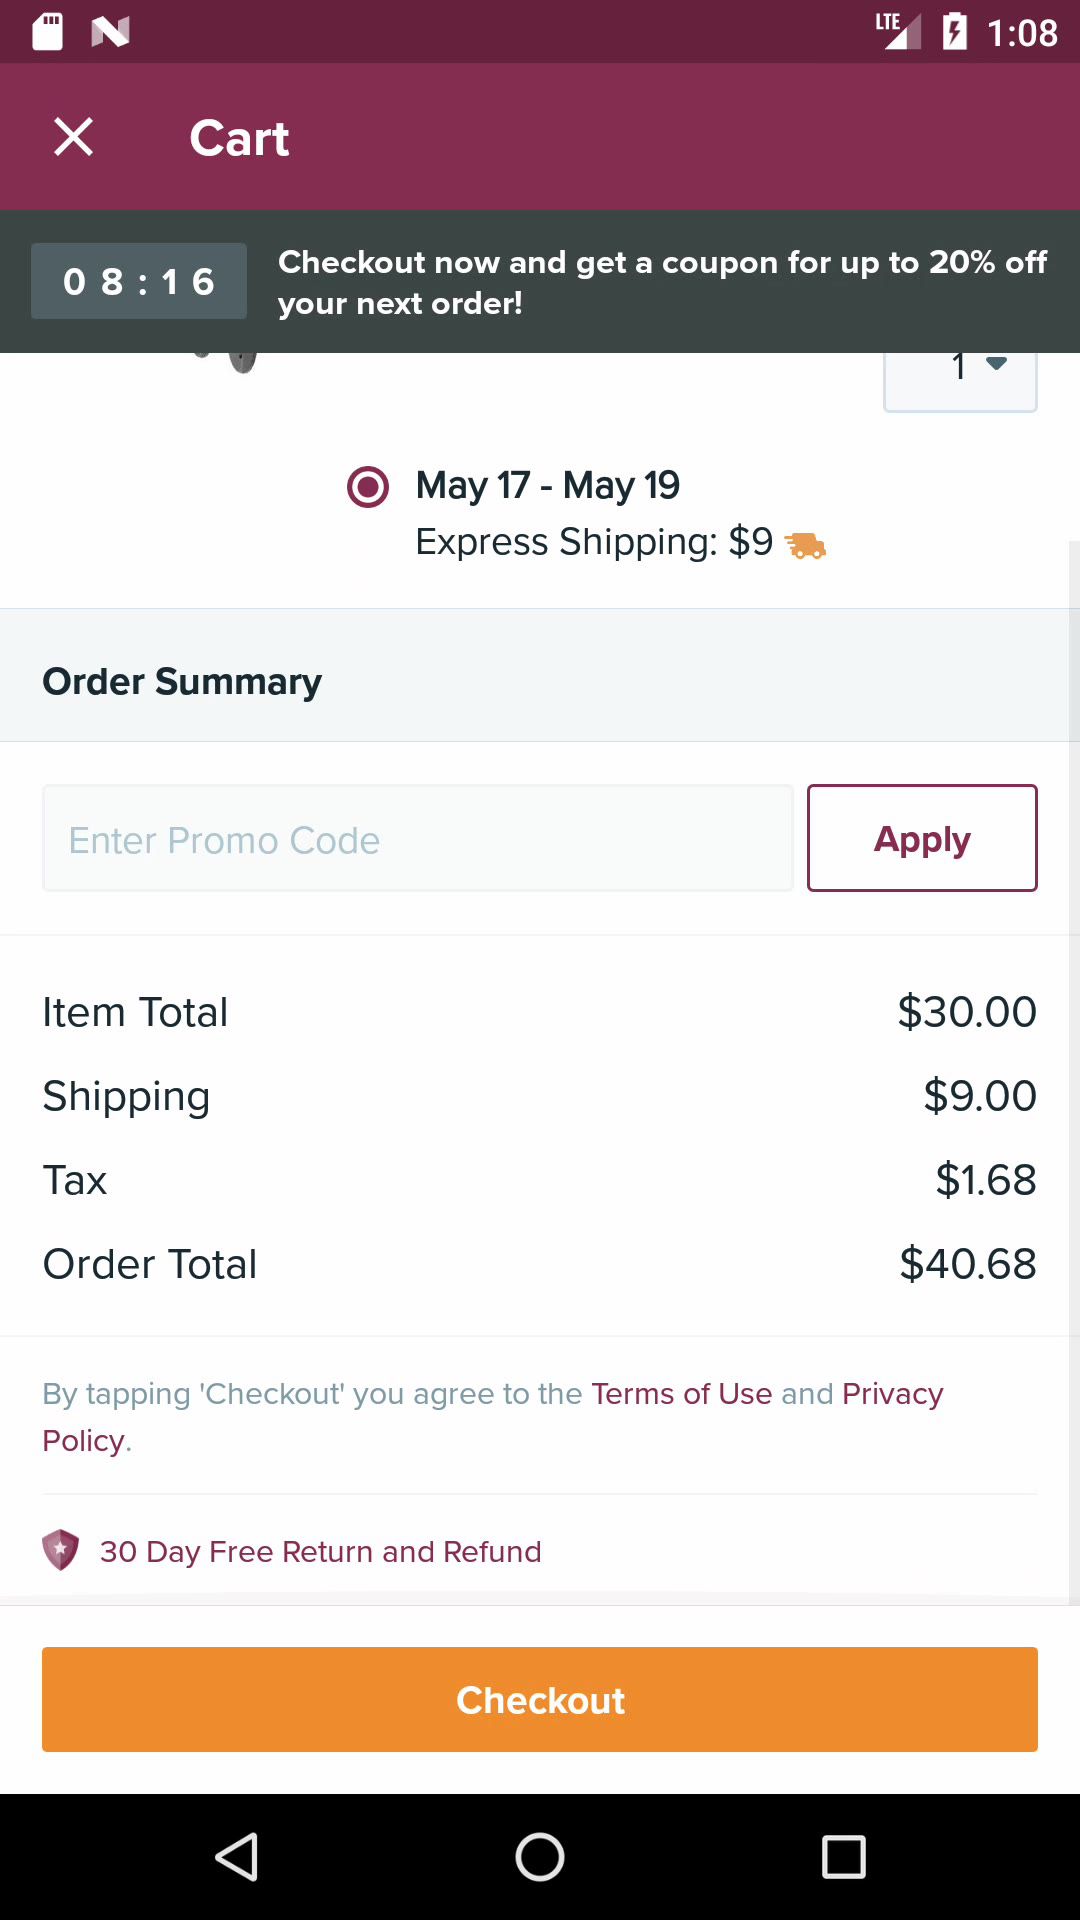 LTE 1:08
Cart
08:16
Checkout now and get a coupon for up to 20% off
your next order!
1
May 17 - May 19
Express Shipping: $9
Order Summary
Enter Promo Code
Apply
Item Total $30.00
Shipping $9.00
Tax $1.68
Order Total $40.68
By tapping 'Checkout' you agree to the Terms of Use and Privacy
Policy.
30 Day Free Return and Refund
Checkout